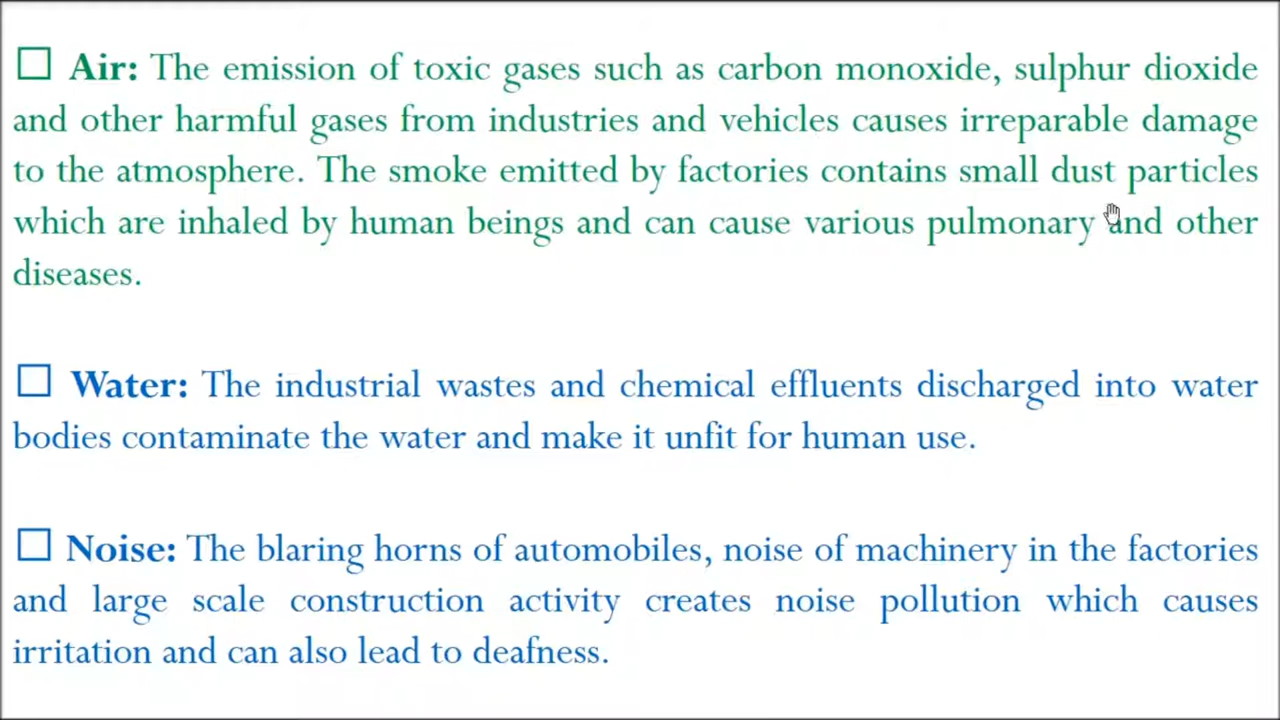 ☐ Air: The emission of toxic gases such as carbon monoxide, sulphur dioxide
and other harmful gases from industries and vehicles causes irreparable damage
to the atmosphere. The smoke emitted by factories contains small dust particles
which are inhaled by human beings and can cause various pulmonary and other
diseases.
☐ Water: The industrial wastes and chemical effluents discharged into water
bodies contaminate the water and make it unfit for human use.
☐ Noise: The blaring horns of automobiles, noise of machinery in the factories
and large scale construction activity creates noise pollution which causes
irritation and can also lead to deafness.